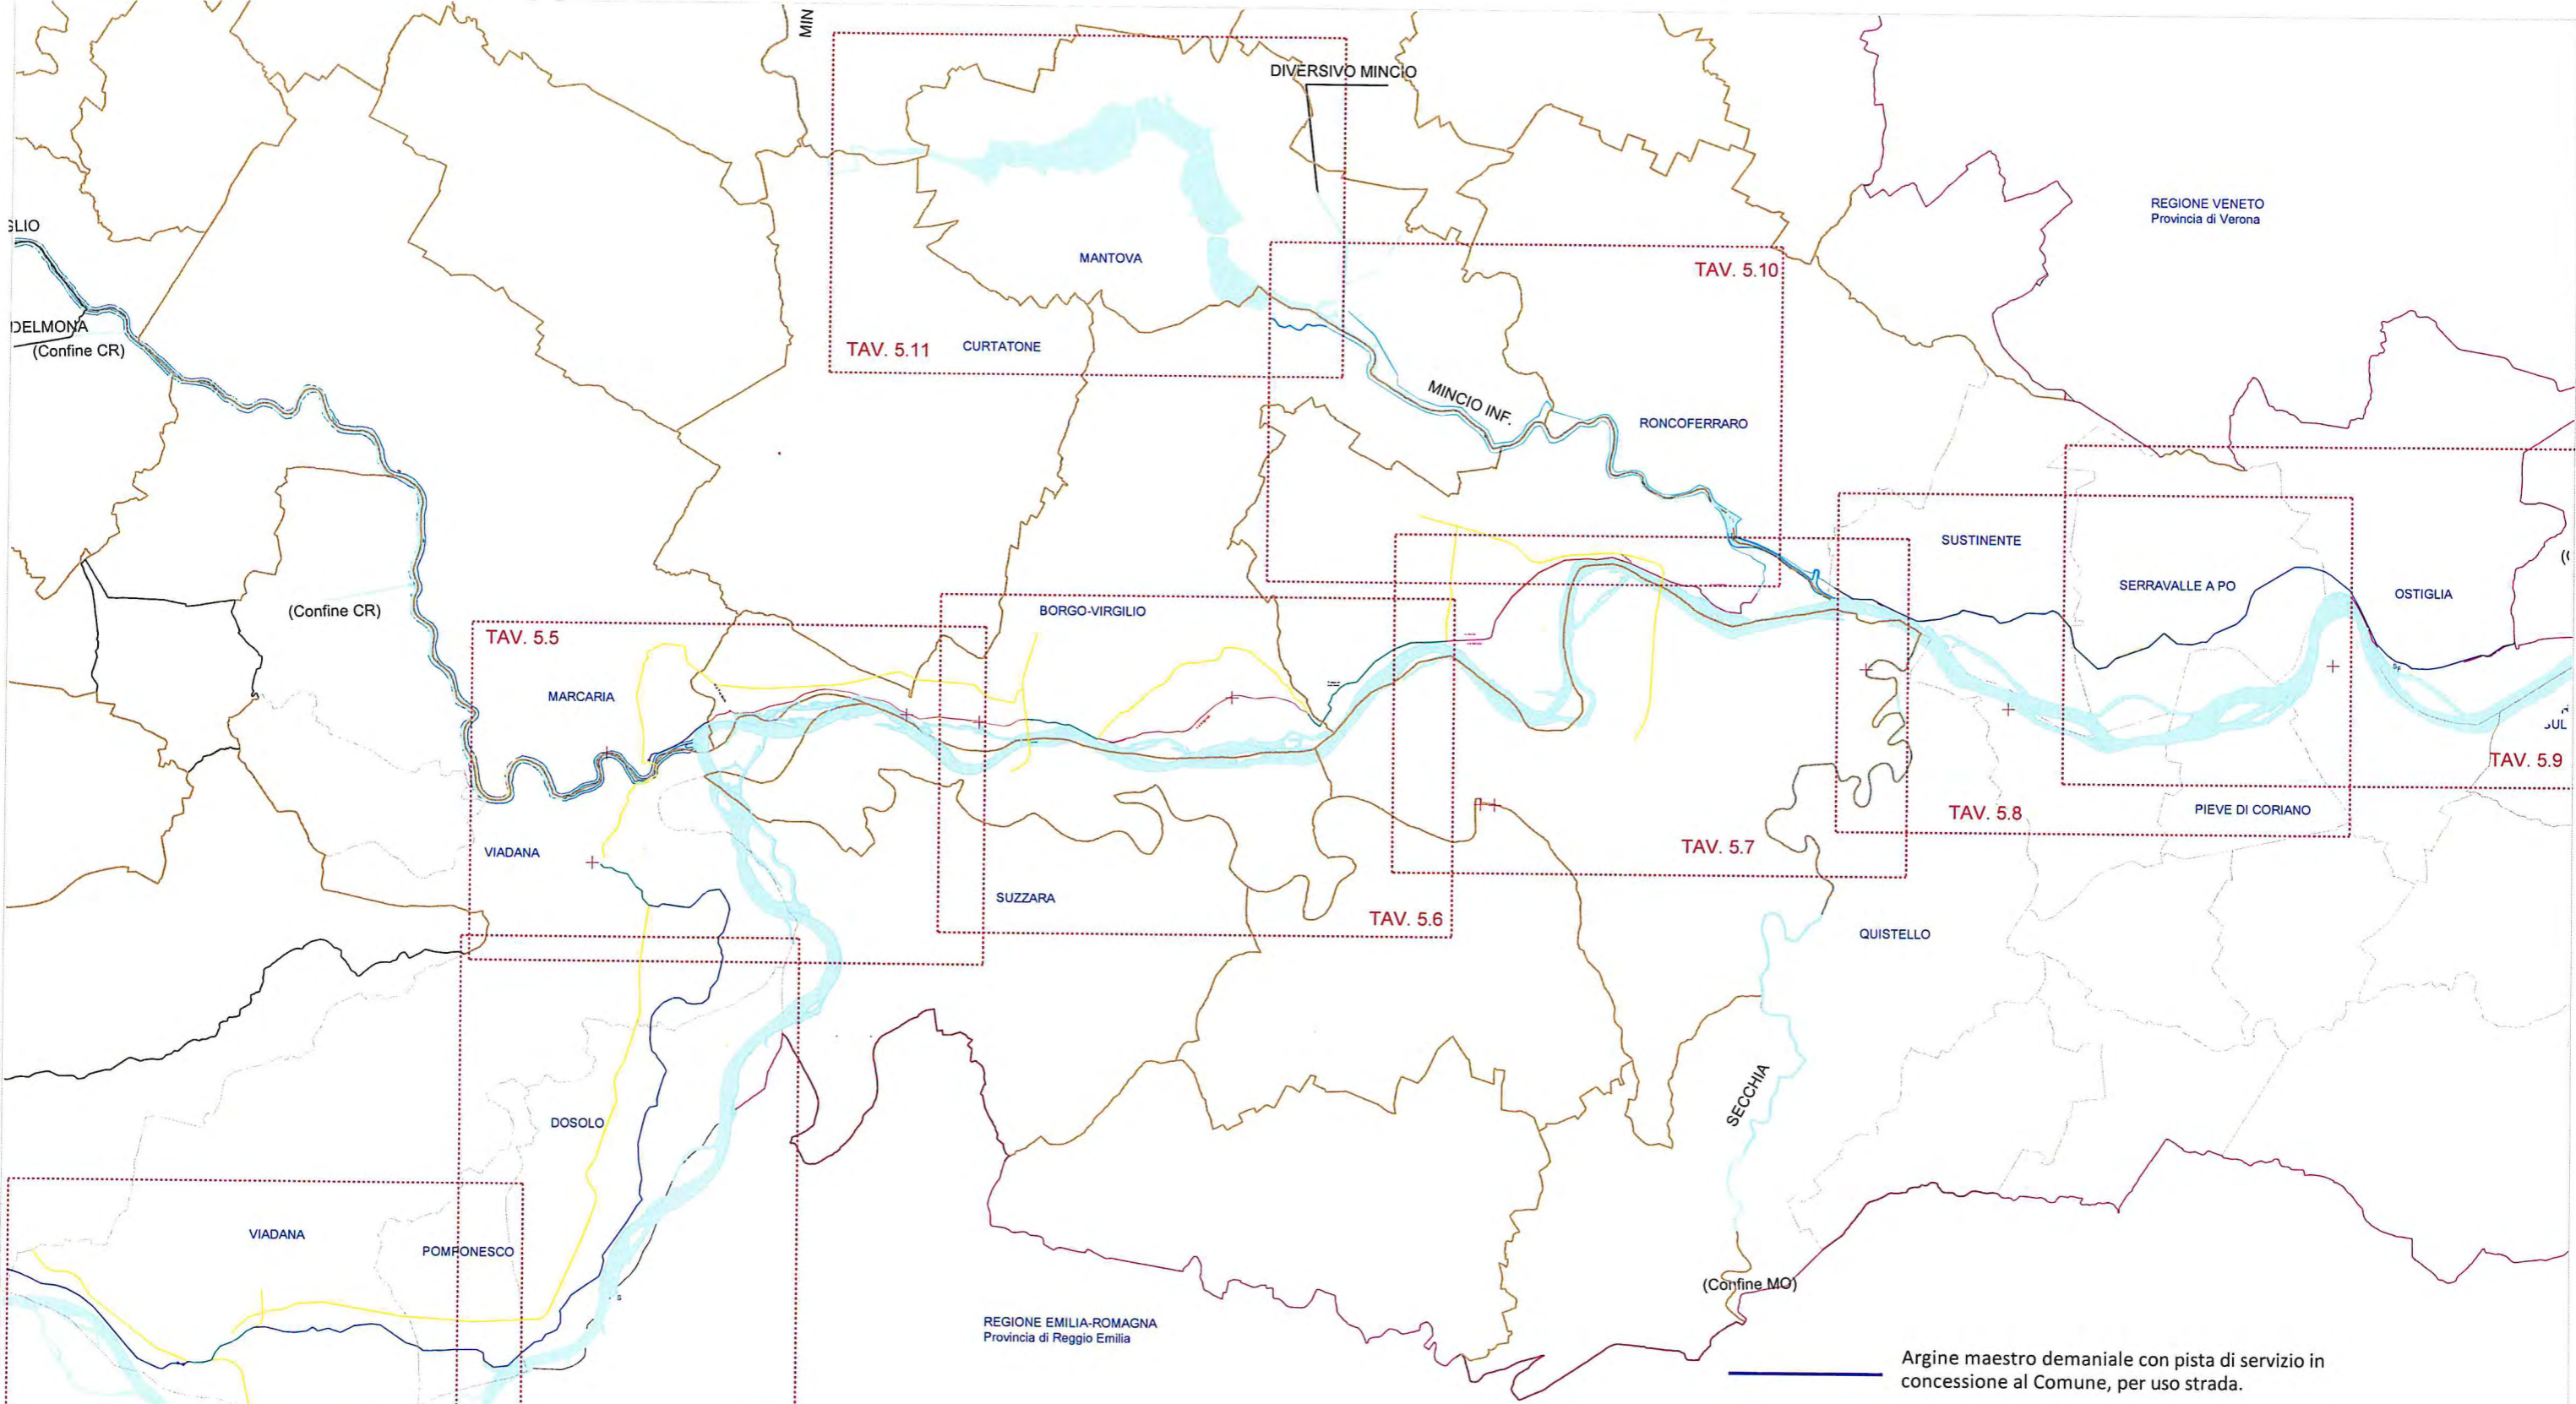 MIN
DIVERSIVO MINCIO
REGIONE VENETO
Provincia di Verona
GLIO
MANTOVA
TAV. 5.10
DELMONA
(Confine CR)
TAV. 5.11
CURTATONE
MINCIO INF.
RONCOFERRARO
SUSTINENTE
SERRAVALLE A PO
OSTIGLIA
(Confine CR)
BORGO-VIRGILIO
TAV. 5.5
MARCARIA
TAV. 5.9
TAV. 5.8
PIEVE DI CORIANO
TAV. 5.7
VIADANA
SUZZARA
TAV. 5.6
QUISTELLO
SECCHIA
DOSOLO
VIADANA
POMPONESCO
(Confine MO)
REGIONE EMILIA-ROMAGNA
Provincia di Reggio Emilia
Argine maestro demaniale con pista di servizio in
concessione al Comune, per uso strada.